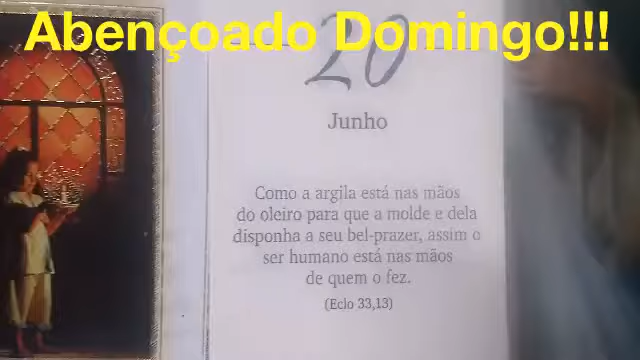 Abençoado Domingo!!!
20
Junho
Como a argila está nas mãos
do oleiro para que a molde e dela
disponha a seu bel-prazer, assim o
ser humano está nas mãos
de quem o fez.
(Eclo 33,13)